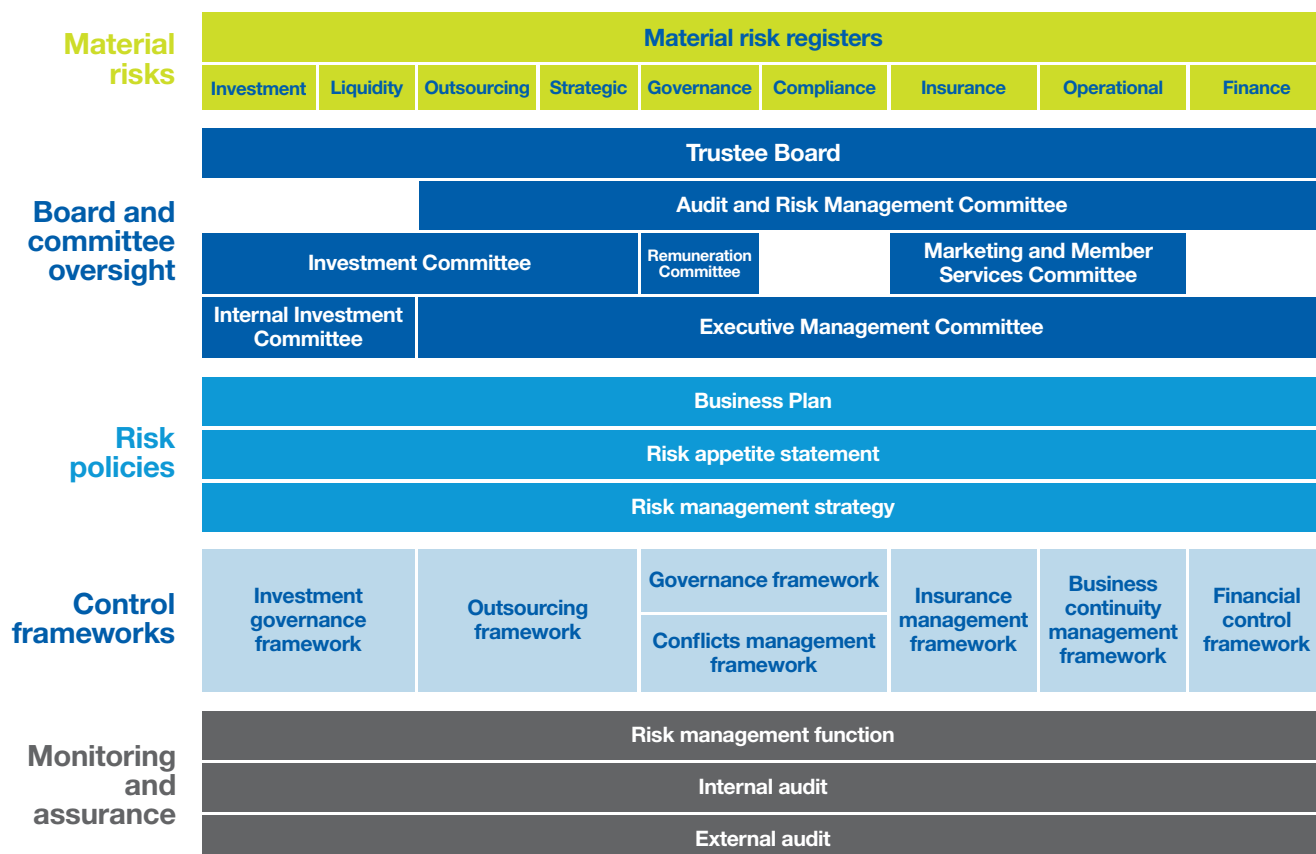 Material
risks
Material risk registers
Investment
Liquidity
Outsourcing
Strategic
Governance
Compliance
Insurance
Operational
Finance
Board and
committee
oversight
Trustee Board
Audit and Risk Management Committee
Investment Committee
Remuneration
Committee
Marketing and Member
Services Committee
Internal Investment
Committee
Executive Management Committee
Risk
policies
Business Plan
Risk appetite statement
Risk management strategy
Control
frameworks
Investment
governance
framework
Outsourcing
framework
Governance framework
Conflicts management
framework
Insurance
management
framework
Business
continuity
management
framework
Financial
control
framework
Monitoring
and
assurance
Risk management function
Internal audit
External audit